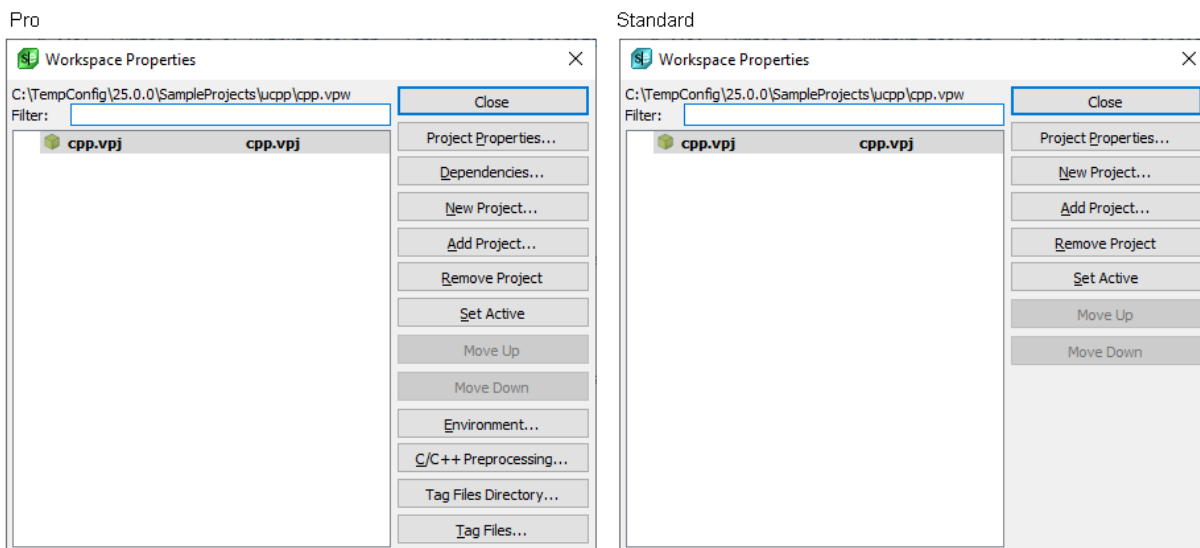 Pro
Workspace Properties
C:\TempConfig\25.0.0\SampleProjects\ucpp\cpp.vpw
Filter:
cpp.vpj cpp.vpj
Close
Project Properties...
Dependencies...
New Project...
Add Project...
Remove Project
Set Active
Move Up
Move Down
Environment...
C/C++ Preprocessing...
Tag Files Directory...
Tag Files...
Standard
Workspace Properties
C:\TempConfig\25.0.0\SampleProjects\ucpp\cpp.vpw
Filter:
cpp.vpj cpp.vpj
Close
Project Properties...
New Project...
Add Project...
Remove Project
Set Active
Move Up
Move Down